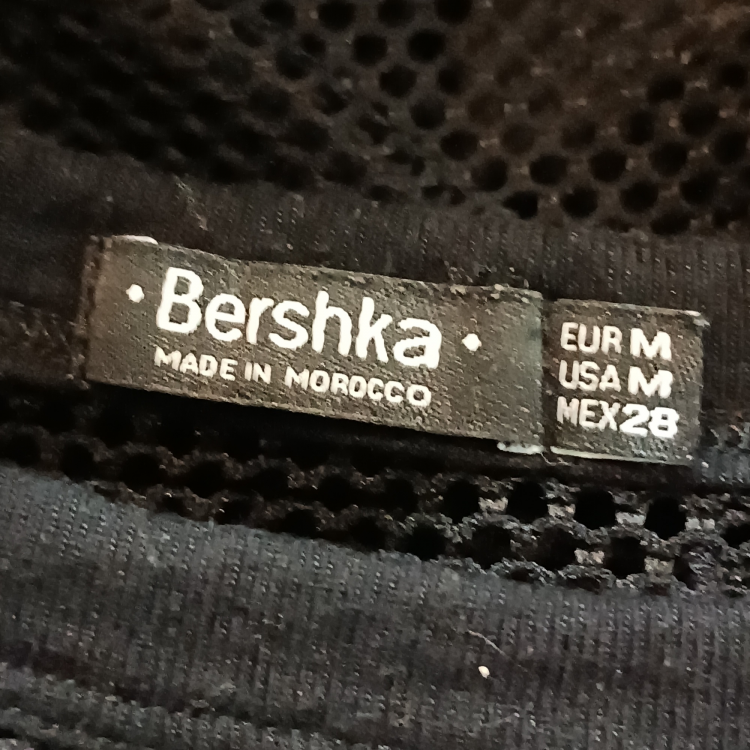 • Bershka •
MADE IN MOROCCO
EUR M
USA M
MEX 28